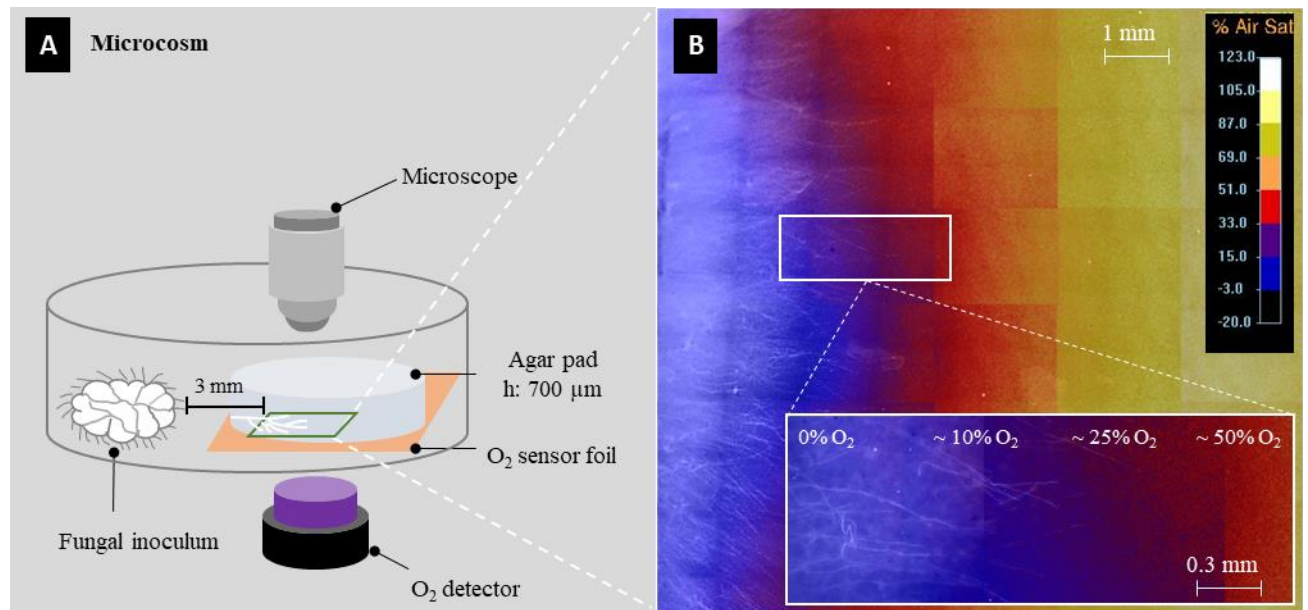 A
Microcosm
Microscope
3 mm
Agar pad
h: 700 µm
O₂ sensor foil
Fungal inoculum
O₂ detector
B
1 mm
% Air Sat
123.0
105.0
87.0
69.0
51.0
33.0
15.0
-3.0
-20.0
0% O₂ ~ 10% O₂ ~ 25% O₂ ~ 50% O₂
0.3 mm